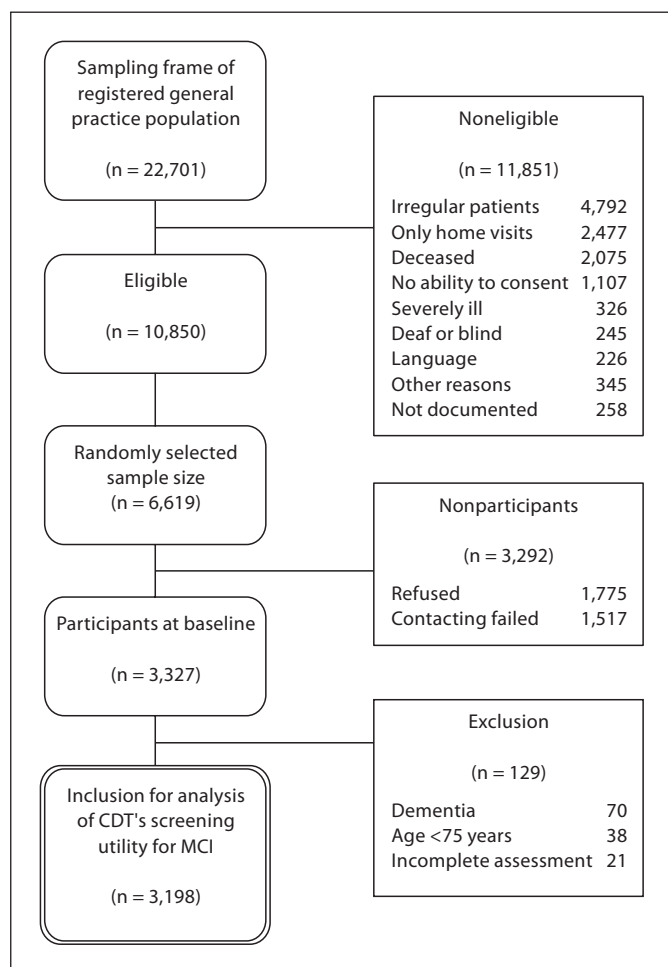 Sampling frame of
registered general
practice population
(n = 22,701)
Noneligible
(n = 11,851)
Irregular patients 4,792
Only home visits 2,477
Deceased 2,075
No ability to consent 1,107
Severely ill 326
Deaf or blind 245
Language 226
Other reasons 345
Not documented 258
Eligible
(n = 10,850)
Randomly selected
sample size
(n = 6,619)
Nonparticipants
(n = 3,292)
Refused 1,775
Contacting failed 1,517
Participants at baseline
(n = 3,327)
Exclusion
(n = 129)
Dementia 70
Age <75 years 38
Incomplete assessment 21
Inclusion for analysis
of CDT's screening
utility for MCI
(n = 3,198)